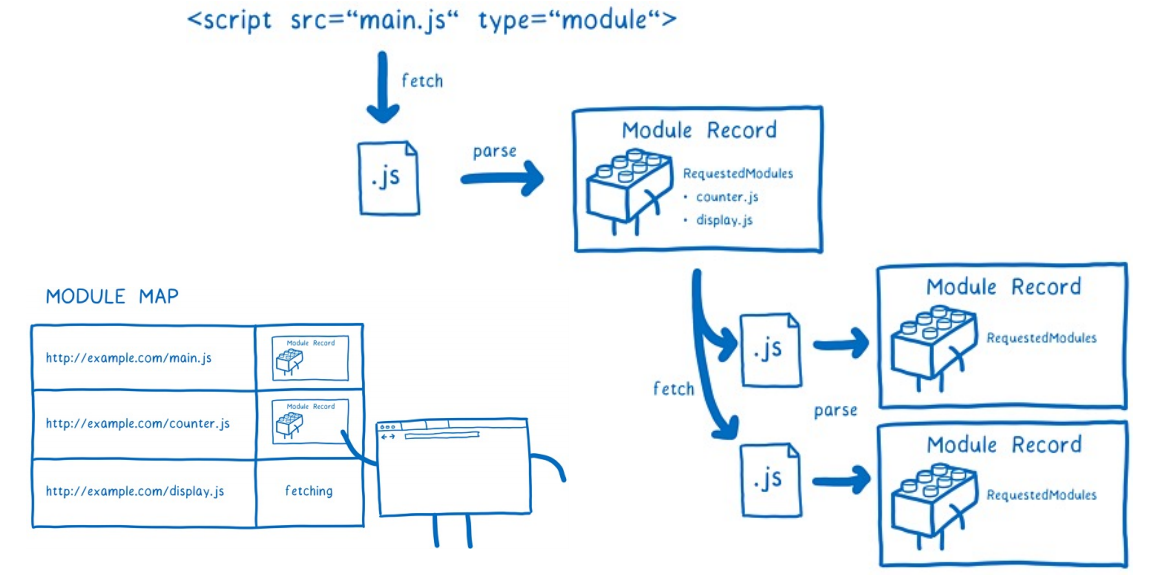 <script src=“main.js“ type=“module“>
fetch
.js
parse
Module Record
RequestedModules
• counter.js
• display.js
MODULE MAP
http://example.com/main.js
Module Record
http://example.com/counter.js
Module Record
http://example.com/display.js
fetching
fetch
.js
parse
.js
Module Record
RequestedModules
Module Record
RequestedModules